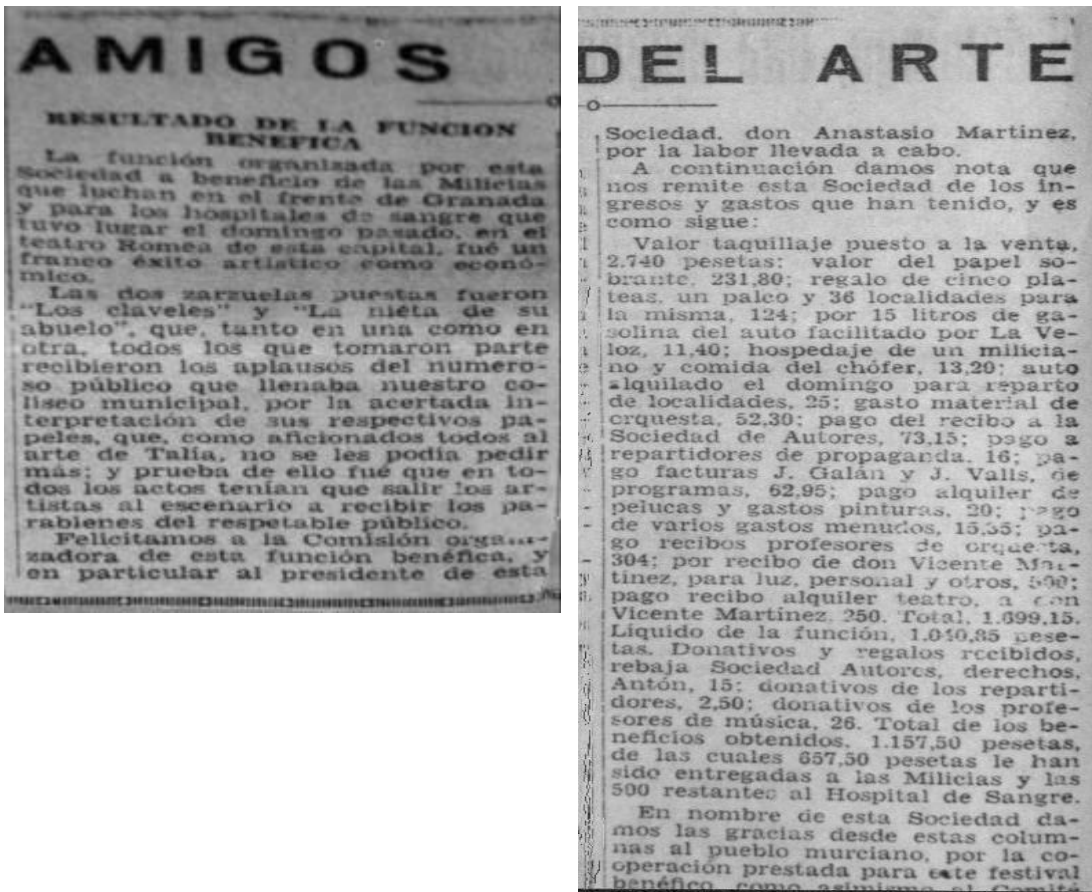 AMIGOS DEL ARTE
RESULTADO DE LA FUNCION
BENEFICA
La función organizada por esta
Sociedad a beneficio de las Milicias
que luchan en el frente de Granada
y para los hospitales de sangre que
tuvo lugar el domingo pasado, en el
teatro Romea de esta capital, fué un
franco éxito artístico como econó-
mico.
Las dos zarzuelas puestas fueron
"Los claveles" y "La nieta de su
abuelo", que, tanto en una como en
otra, todos los que tomaron parte
recibieron los aplausos del numero-
so público que llenaba nuestro co-
liseo municipal, por la acertada in-
terpretación de sus respectivos pa-
peles, que, como aficionados todos al
arte de Talía, no se les podía pedir
más; y prueba de ello fué que en to-
dos los actos tenían que salir los ar-
tistas al escenario a recibir los pa-
rabienes del respetable público.
Felicitamos a la Comisión organi-
zadora de esta función benéfica, y
en particular al presidente de esta
Sociedad, don Anastasio Martínez,
por la labor llevada a cabo.
A continuación damos nota que
nos remite esta Sociedad de los in-
gresos y gastos que han tenido, y es
como sigue:
Valor taquillaje puesto a la venta,
2.740 pesetas; valor del papel so-
brante, 231,80; regalo de cinco pla-
teas, un palco y 36 localidades para
la misma, 124; por 15 litros de ga-
solina del auto facilitado por La Ve-
loz, 11,40; hospedaje de un milicia-
no y comida del chófer, 13,20; auto
alquilado el domingo para reparto
de localidades, 25; gasto material de
orquesta, 52,30; pago del recibo a la
Sociedad de Autores, 73,15; pago a
repartidores de propaganda, 16; pa-
go facturas J. Galán y J. Valls, de
programas, 62,95; pago alquiler de
pelucas y gastos pinturas, 20; pago
de varios gastos menudos, 15,35; pa-
go recibos profesores de orquesta,
304; por recibo de don Vicente Mar-
tínez, para luz, personal y otros, 500;
pago recibo alquiler teatro, a don
Vicente Martínez 250. Total, 1.699,15.
Líquido de la función, 1.040,85 pese-
tas. Donativos y regalos recibidos,
rebaja Sociedad Autores, derechos,
Antón, 15; donativos de los reparti-
dores, 2,50; donativos de los profe-
sores de música, 26. Total de los be-
neficios obtenidos, 1.157,50 pesetas,
de las cuales 657,50 pesetas le han
sido entregadas a las Milicias y las
500 restantes al Hospital de Sangre.
En nombre de esta Sociedad da-
mos las gracias desde estas colum-
nas al pueblo murciano, por la co-
operación prestada para este festival
benéfico, como asimismo al Comité